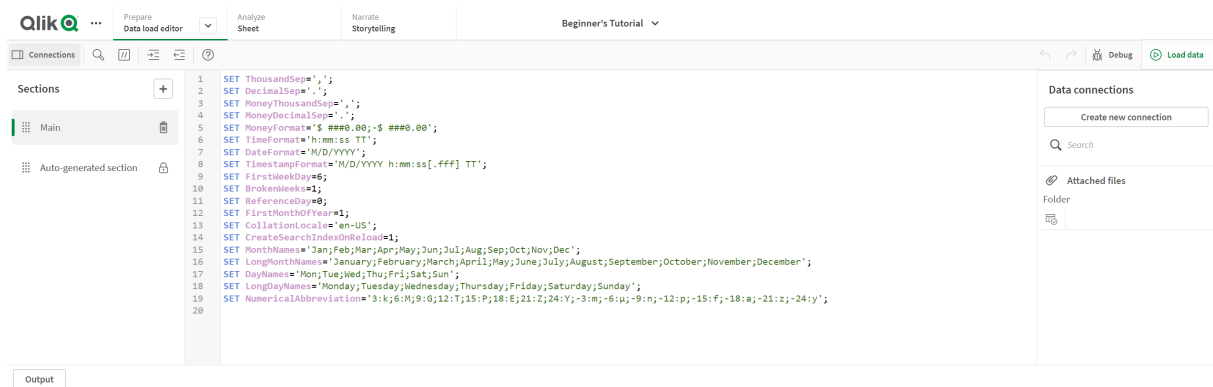 Qlik
Prepare
Data load editor
Analyze
Sheet
Narrate
Storytelling
Beginner's Tutorial
Connections
Debug
Load data
Sections
Main
Auto-generated section
1 SET ThousandSep=',';
2 SET DecimalSep='.';
3 SET MoneyThousandSep=',';
4 SET MoneyDecimalSep='.';
5 SET MoneyFormat='$ ###0.00;-$ ###0.00';
6 SET TimeFormat='h:mm:ss TT';
7 SET DateFormat='M/D/YYYY';
8 SET TimestampFormat='M/D/YYYY h:mm:ss[.fff] TT';
9 SET FirstWeekDay=6;
10 SET BrokenWeeks=1;
11 SET ReferenceDay=0;
12 SET FirstMonthOfYear=1;
13 SET CollationLocale='en-US';
14 SET CreateSearchIndexOnReload=1;
15 SET MonthNames='Jan;Feb;Mar;Apr;May;Jun;Jul;Aug;Sep;Oct;Nov;Dec';
16 SET LongMonthNames='January;February;March;April;May;June;July;August;September;October;November;December';
17 SET DayNames='Mon;Tue;Wed;Thu;Fri;Sat;Sun';
18 SET LongDayNames='Monday;Tuesday;Wednesday;Thursday;Friday;Saturday;Sunday';
19 SET NumericalAbbreviation='3:k;6:M;9:G;12:T;15:P;18:E;21:Z;24:Y;-3:m;-6:μ;-9:n;-12:p;-15:f;-18:a;-21:z;-24:y';
20
Data connections
Create new connection
Search
Attached files
Folder
Output